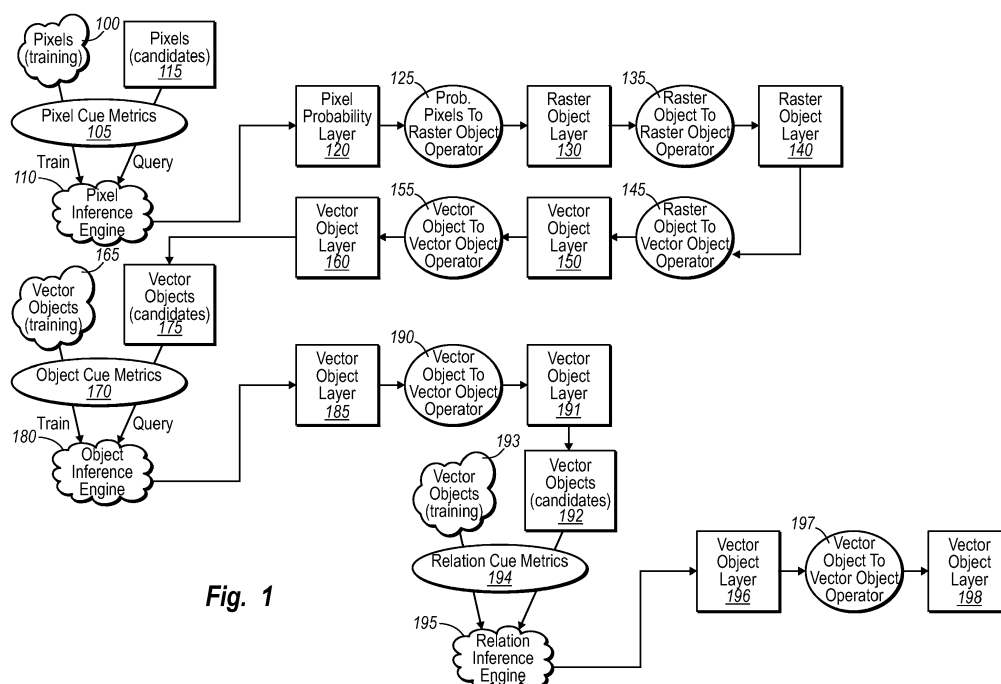 Pixels
(training)
100
Pixels
(candidates)
115
Pixel Cue Metrics
105
Train
Query
110
Pixel
Inference
Engine
Pixel
Probability
Layer
120
125
Prob.
Pixels To
Raster Object
Operator
Raster
Object
Layer
130
135
Raster
Object To
Raster Object
Operator
Raster
Object
Layer
140
145
Raster
Object To
Vector Object
Operator
Vector
Object
Layer
150
155
Vector
Object To
Vector Object
Operator
Vector
Object
Layer
160
165
Vector
Objects
(training)
Vector
Objects
(candidates)
175
Object Cue Metrics
170
Train
Query
180
Object
Inference
Engine
Vector
Object
Layer
185
190
Vector
Object To
Vector Object
Operator
Vector
Object
Layer
191
193
Vector
Objects
(training)
Vector
Objects
(candidates)
192
Relation Cue Metrics
194
195
Relation
Inference
Engine
Vector
Object
Layer
196
197
Vector
Object To
Vector Object
Operator
Vector
Object
Layer
198
Fig. 1